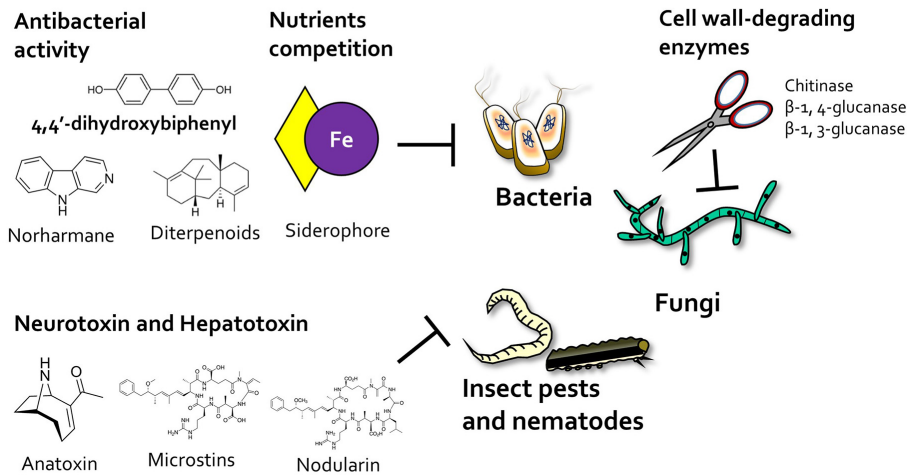 Antibacterial
activity
HO
OH
4,4'-dihydroxybiphenyl
N
H
N
Norharmane
H
H
Diterpenoids
Nutrients
competition
Fe
Siderophore
Bacteria
Cell wall-degrading
enzymes
Chitinase
β-1, 4-glucanase
β-1, 3-glucanase
Fungi
Neurotoxin and Hepatotoxin
H
N
O
Anatoxin
Microstins
Nodularin
Insect pests
and nematodes